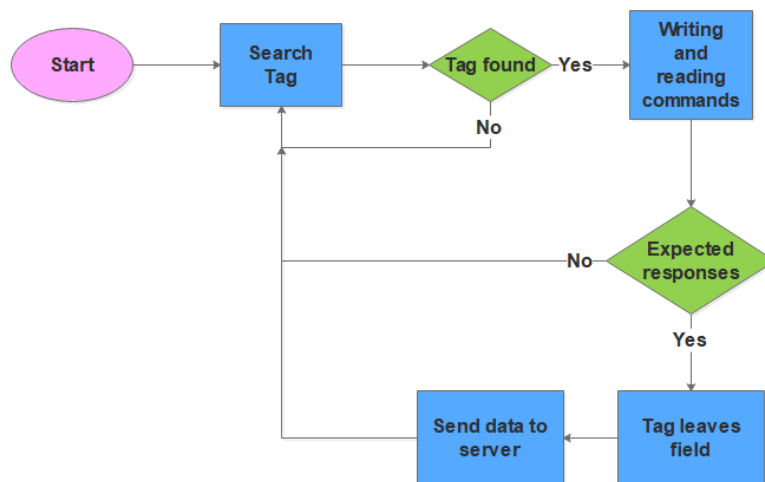 Start
Search
Tag
Tag found
Yes
Writing
and
reading
commands
No
Expected
responses
No
Yes
Tag leaves
field
Send data to
server